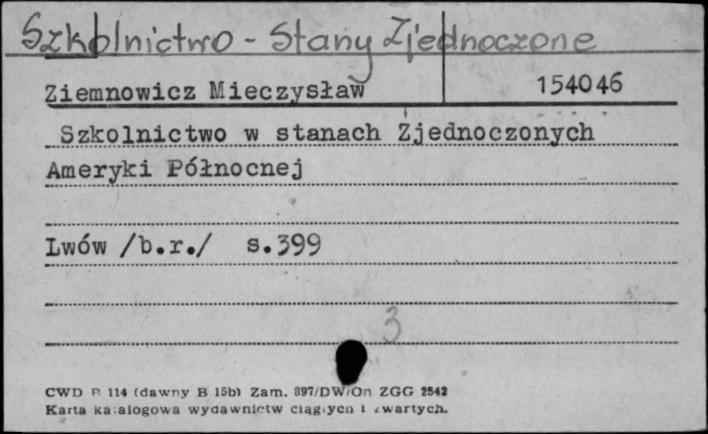 Szkolnictwo - Stany Zjednoczone
Ziemnowicz Mieczysław 154046
Szkolnictwo w stanach Zjednoczonych
Ameryki Północnej
Lwów /b.r./ s.399
3
CWD B 114 (dawny B 15b) Zam. 897/DW/On ZGG 2542
Karta katalogowa wydawnictw ciągłych i zwartych.